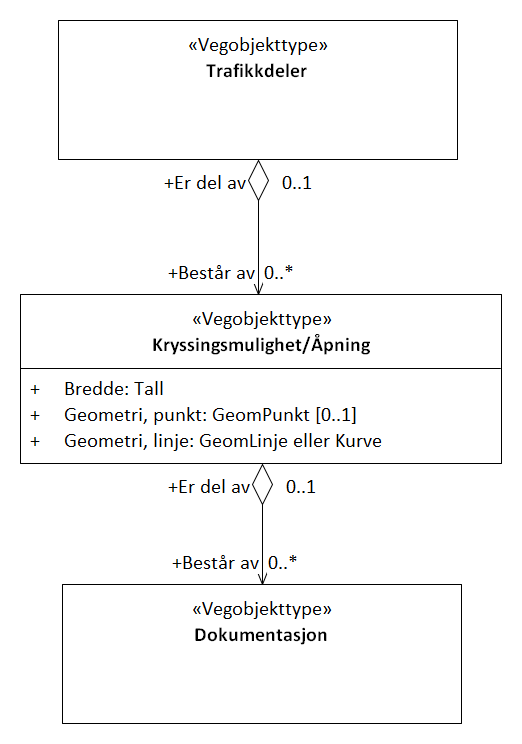 «Vegobjekttype»
Trafikkdeler
+Er del av 0..1
+Består av 0..*
«Vegobjekttype»
Kryssingsmulighet/Åpning
+ Bredde: Tall
+ Geometri, punkt: GeomPunkt [0..1]
+ Geometri, linje: GeomLinje eller Kurve
+Er del av 0..1
+Består av 0..*
«Vegobjekttype»
Dokumentasjon